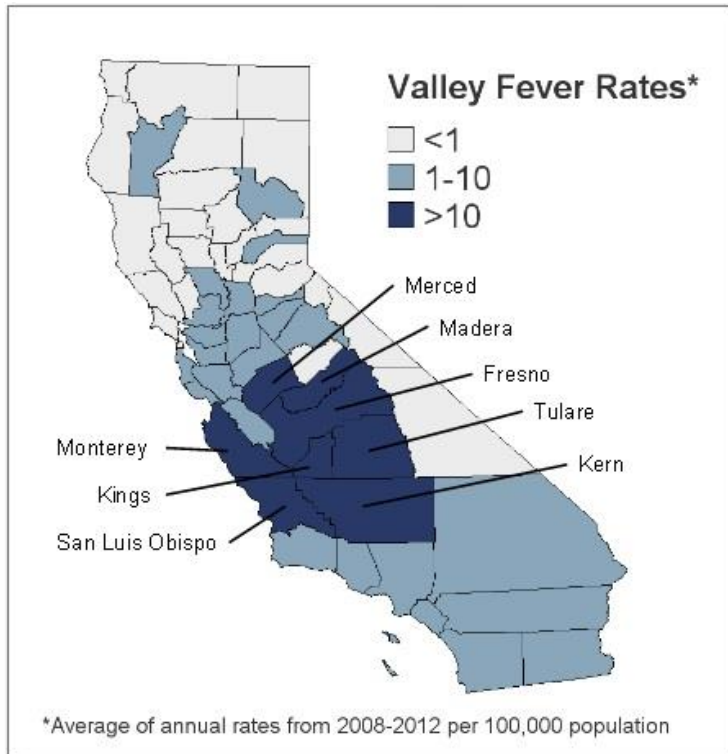 Valley Fever Rates*
<1
1-10
>10
Merced
Madera
Fresno
Tulare
Kern
Monterey
Kings
San Luis Obispo
*Average of annual rates from 2008-2012 per 100,000 population